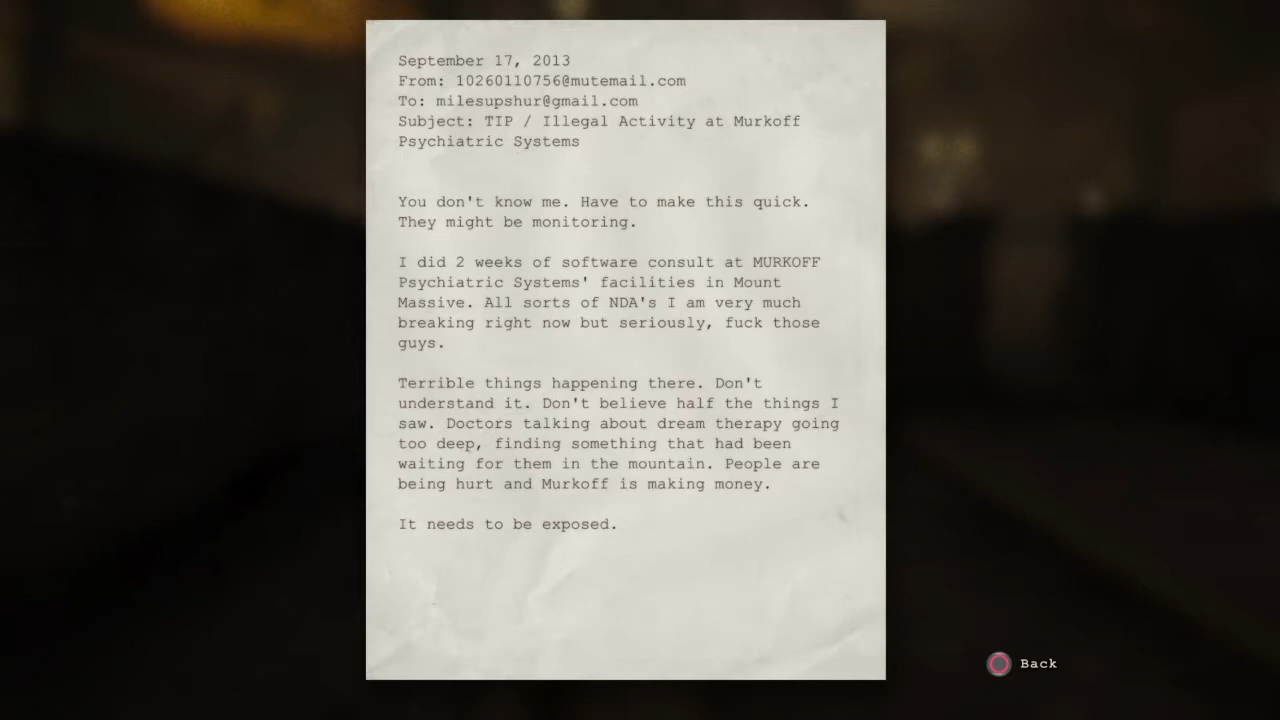 September 17, 2013
From: 10260110756@mutemail.com
To: milesupshur@gmail.com
Subject: TIP / Illegal Activity at Murkoff
Psychiatric Systems
You don't know me. Have to make this quick.
They might be monitoring.
I did 2 weeks of software consult at MURKOFF
Psychiatric Systems' facilities in Mount
Massive. All sorts of NDA's I am very much
breaking right now but seriously, fuck those
guys.
Terrible things happening there. Don't
understand it. Don't believe half the things I
saw. Doctors talking about dream therapy going
too deep, finding something that had been
waiting for them in the mountain. People are
being hurt and Murkoff is making money.
It needs to be exposed.
Back